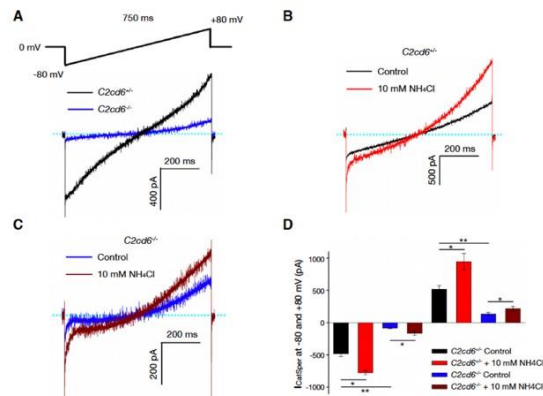 A
750 ms
+80 mV
0 mV
-80 mV
C2cd6+/-
C2cd6-/-
200 ms
400 pA
B
C2cd6+/-
Control
10 mM NH4Cl
200 ms
500 pA
C
C2cd6-/-
Control
10 mM NH4Cl
200 ms
200 pA
D
ICatSper at -80 and +80 mV (pA)
1000
500
0
-500
-1000
**
*
*
*
*
**
C2cd6+/- Control
C2cd6+/- + 10 mM NH4Cl
C2cd6-/- Control
C2cd6-/- + 10 mM NH4Cl